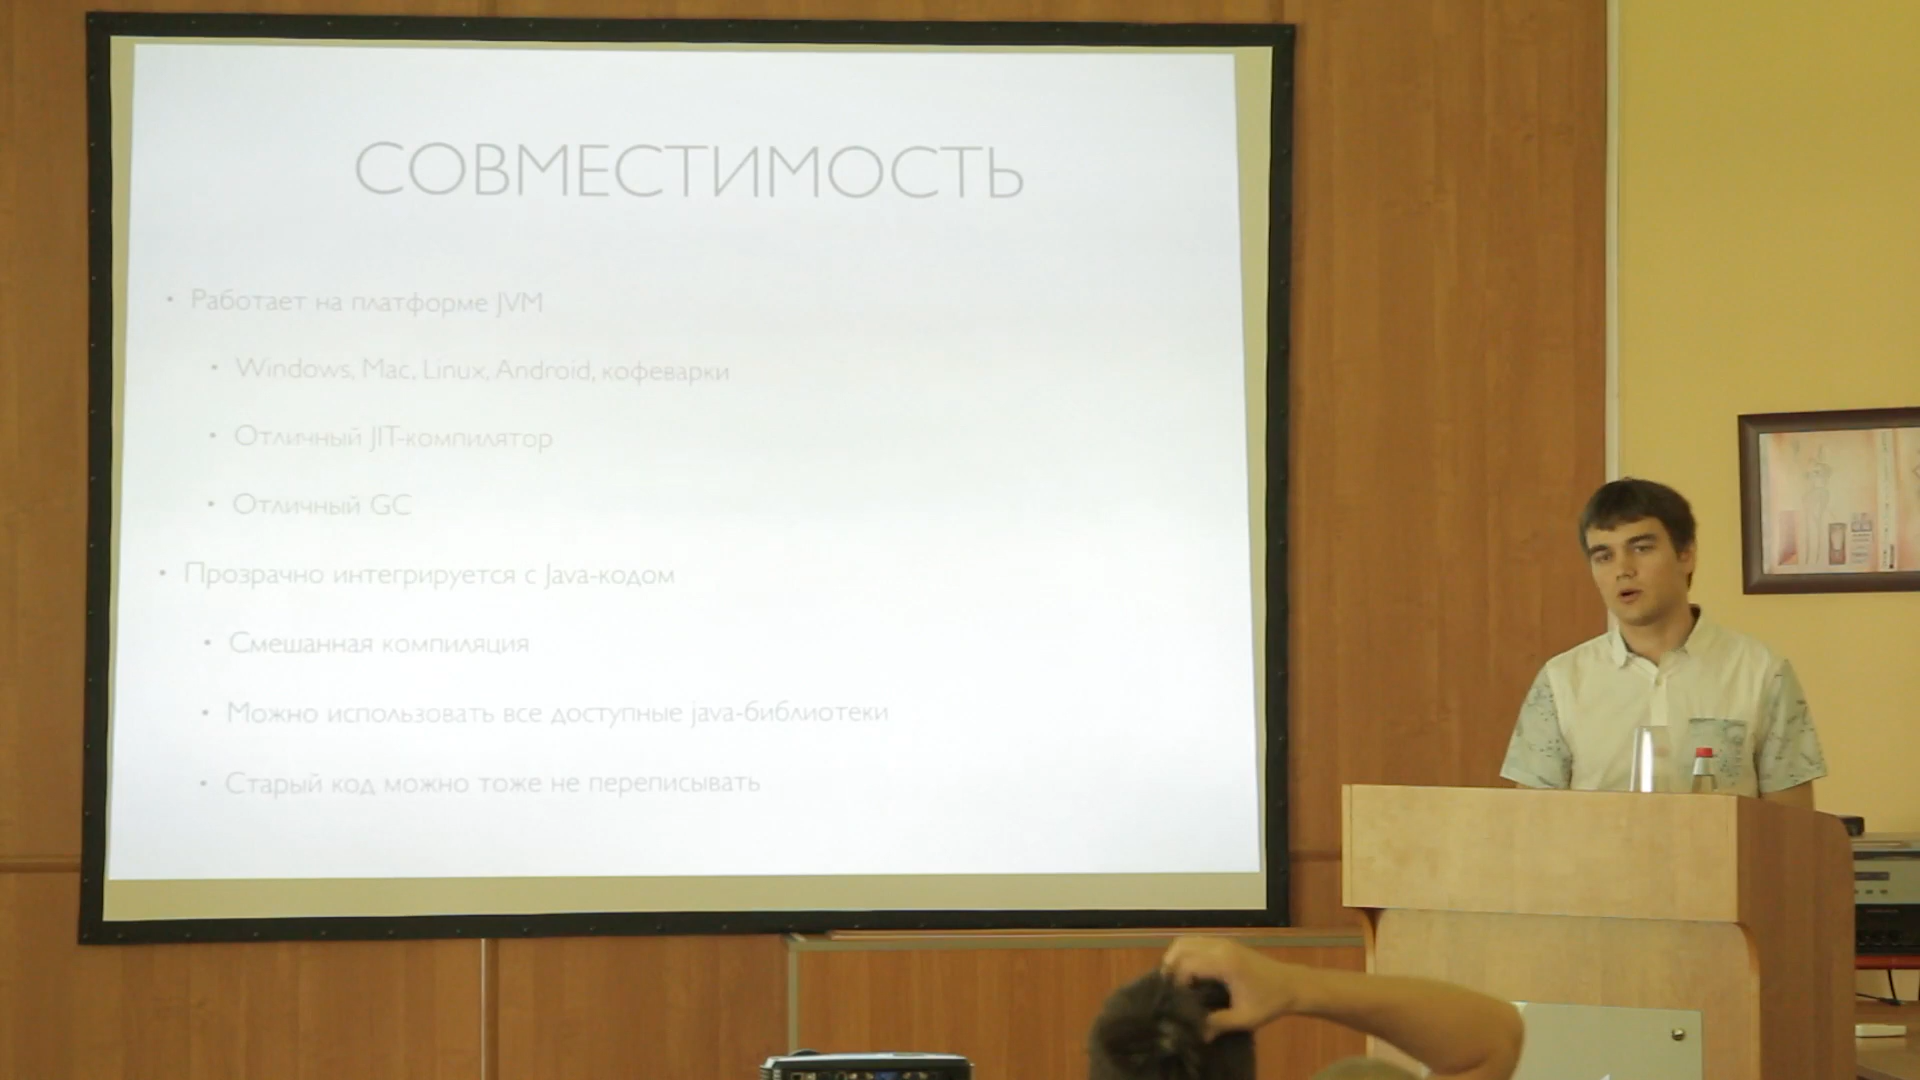 СОВМЕСТИМОСТЬ
• Работает на платформе JVM
• Windows, Mac, Linux, Android, кофеварки
• Отличный JIT-компилятор
• Отличный GC
• Прозрачно интегрируется с Java-кодом
• Смешанная компиляция
• Можно использовать все доступные java-библиотеки
• Старый код можно тоже не переписывать